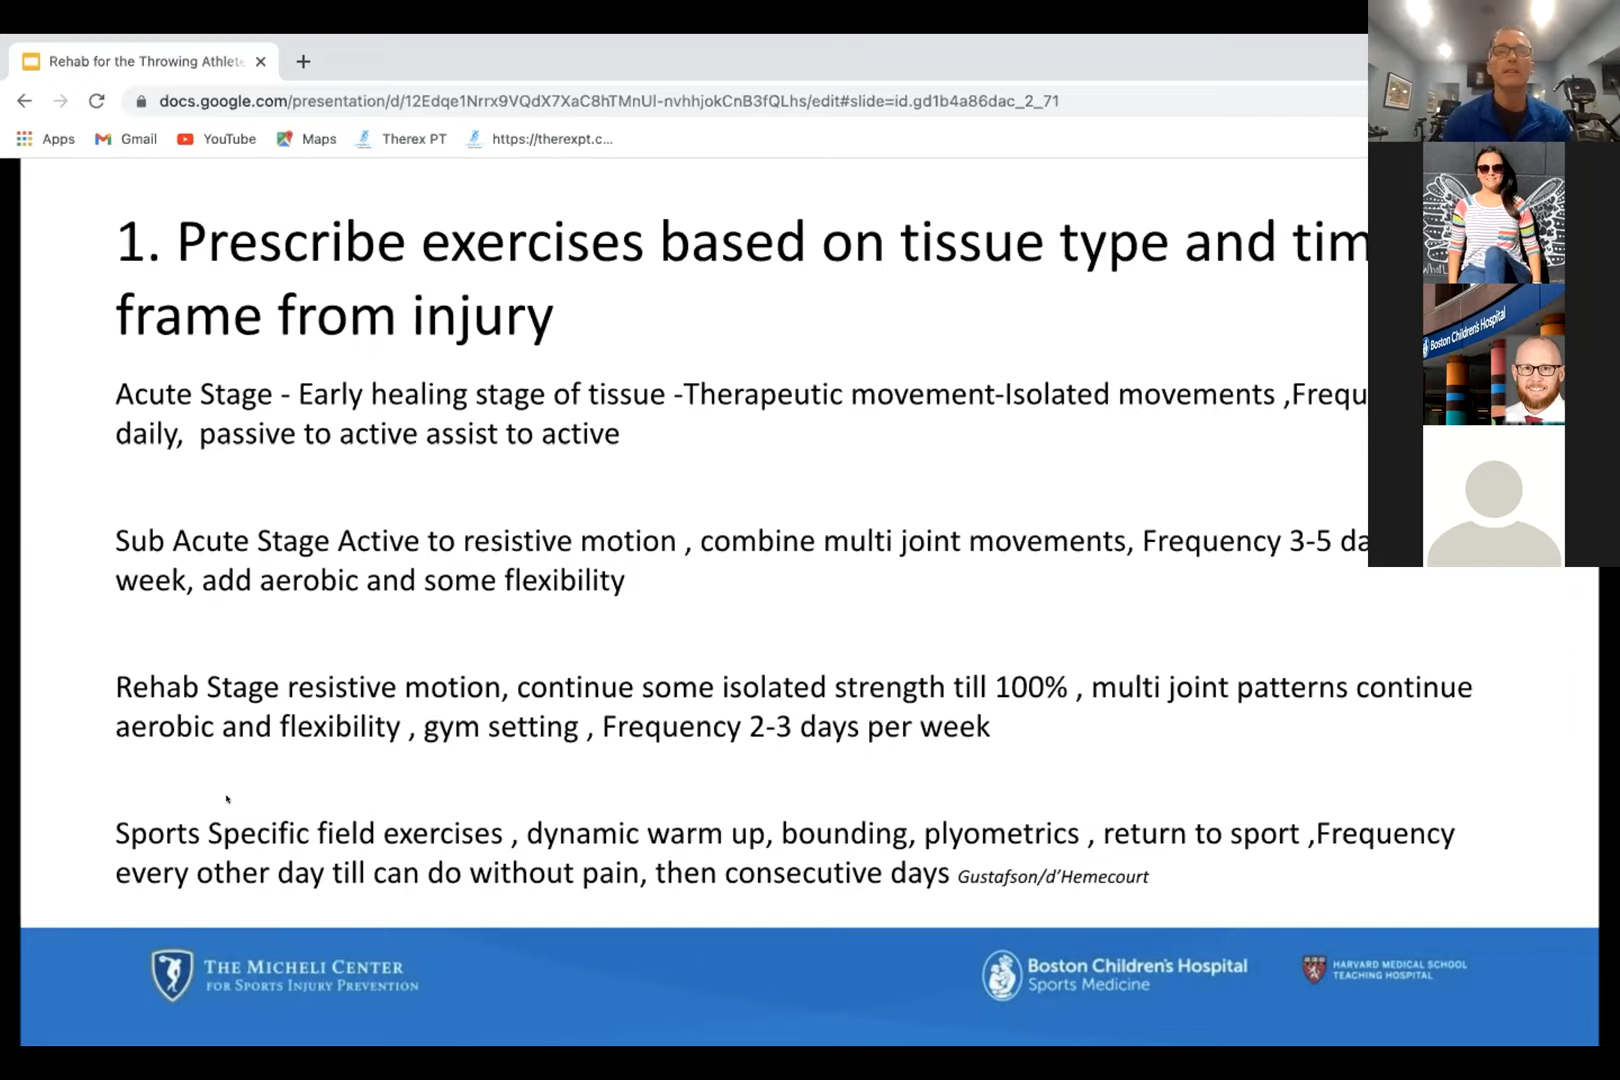 Rehab for the Throwing Athlete
docs.google.com/presentation/d/12Edqe1Nrrx9VQdX7XaC8hTMnUl-nvhhjokCnB3fQLhs/edit#slide=id.gd1b4a86dac_2_71
Apps Gmail YouTube Maps Therex PT https://therexpt.c...
1. Prescribe exercises based on tissue type and tim
frame from injury
Acute Stage - Early healing stage of tissue -Therapeutic movement-Isolated movements ,Frequ
daily, passive to active assist to active
Sub Acute Stage Active to resistive motion , combine multi joint movements, Frequency 3-5 da
week, add aerobic and some flexibility
Rehab Stage resistive motion, continue some isolated strength till 100% , multi joint patterns continue
aerobic and flexibility , gym setting , Frequency 2-3 days per week
Sports Specific field exercises , dynamic warm up, bounding, plyometrics , return to sport ,Frequency
every other day till can do without pain, then consecutive days Gustafson/d'Hemecourt
THE MICHELI CENTER
FOR SPORTS INJURY PREVENTION
Boston Children's Hospital
Sports Medicine
HARVARD MEDICAL SCHOOL
TEACHING HOSPITAL
Boston Children's Hospital